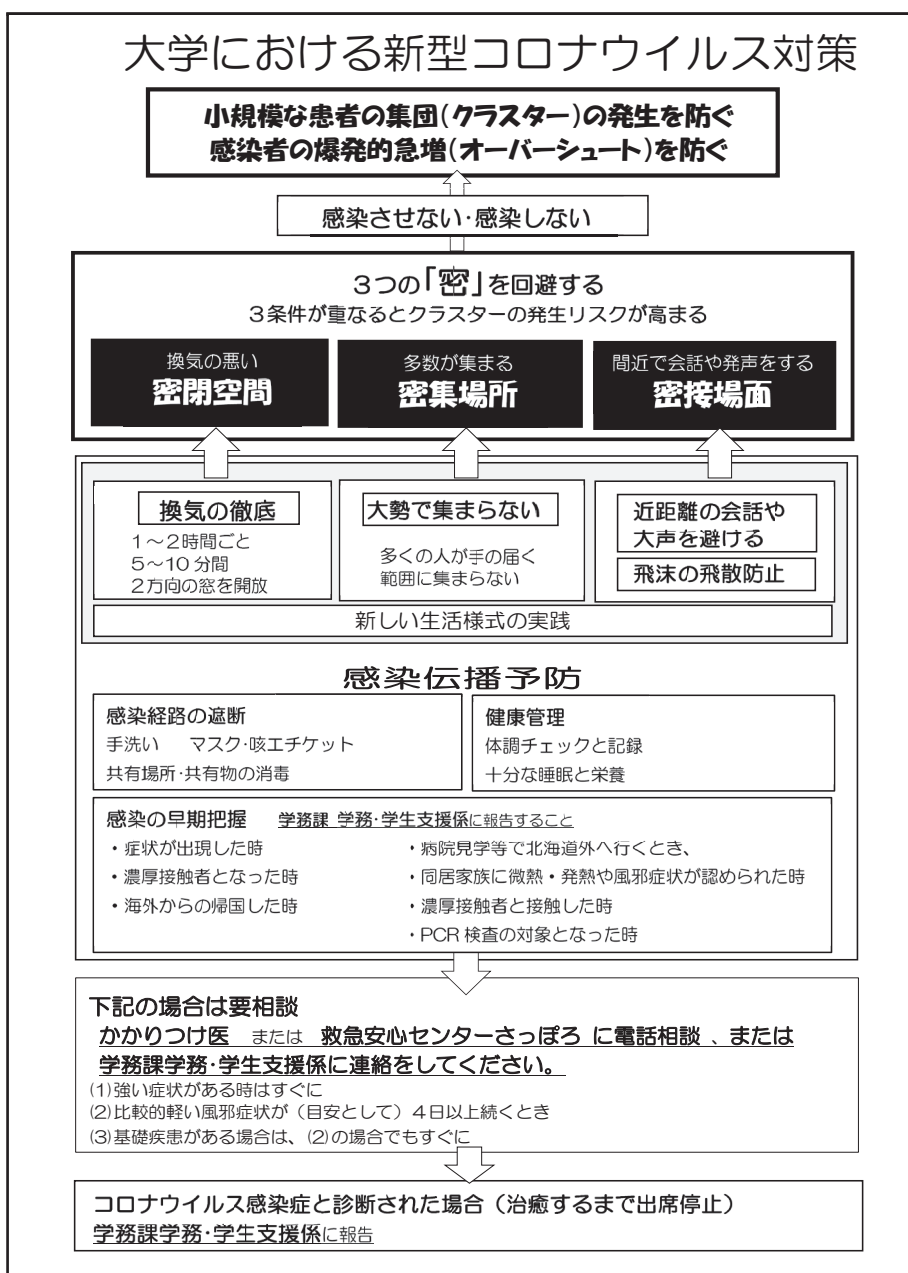 大学における新型コロナウイルス対策
小規模な患者の集団(クラスター)の発生を防ぐ
感染者の爆発的急増(オーバーシュート)を防ぐ
感染させない・感染しない
3つの「密」を回避する
3条件が重なるとクラスターの発生リスクが高まる
換気の悪い
密閉空間
多数が集まる
密集場所
間近で会話や発声をする
密接場面
換気の徹底
1〜2時間ごと
5〜10分間
2万向の窓を開放
大勢で集まらない
多くの人が手の届く
範囲に集まらない
近距離の会話や
大声を避ける
飛沫の飛散防止
新しい生活様式の実践
感染伝播予防
感染経路の遮断
手洗い マスク・咳エチケット
共有場所・共有物の消毒
健康管理
体調チェックと記録
十分な睡眠と栄養
感染の早期把握 学務課 学務・学生支援係に報告すること
・症状が出現した時
・濃厚接触者となった時
・海外からの帰国した時
・病院見学等で北海道外へ行くとき、
・同居家族に微熱・発熱や風邪症状が認められた時
・濃厚接触者と接触した時
・PCR 検査の対象となった時
下記の場合は要相談
かかりつけ医 または 救急安心センターさっぽろ に電話相談 、または
学務課学務・学生支援係に連絡をしてください。
(1)強い症状がある時はすぐに
(2)比較的軽い風邪症状が（目安として）4日以上続くとき
(3)基礎疾患がある場合は、(2)の場合でもすぐに
コロナウイルス感染症と診断された場合（治癒するまで出席停止）
学務課学務・学生支援係に報告